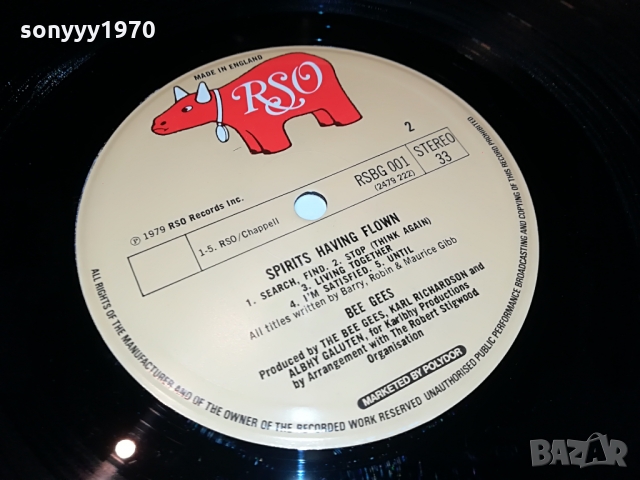 sonyyy1970
MADE IN ENGLAND
RSO
2
RSBG 001
(2479 222)
STEREO
33
℗ 1979 RSO Records Inc.
1-5. RSO/Chappell
SPIRITS HAVING FLOWN
1. SEARCH, FIND. 2. STOP (THINK AGAIN)
3. LIVING TOGETHER
4. I'M SATISFIED: 5. UNTIL
All titles written by Barry, Robin & Maurice Gibb
BEE GEES
Produced by THE BEE GEES, KARL RICHARDSON and
ALBHY GALUTEN, for Karlbhy Productions
by Arrangement with The Robert Stigwood
Organisation
MARKETED BY POLYDOR
ALL RIGHTS OF THE MANUFACTURER AND OF THE OWNER OF THE RECORDED WORK RESERVED UNAUTHORISED PUBLIC PERFORMANCE BROADCASTING AND COPYING OF THIS RECORD PROHIBITED
BAZAR